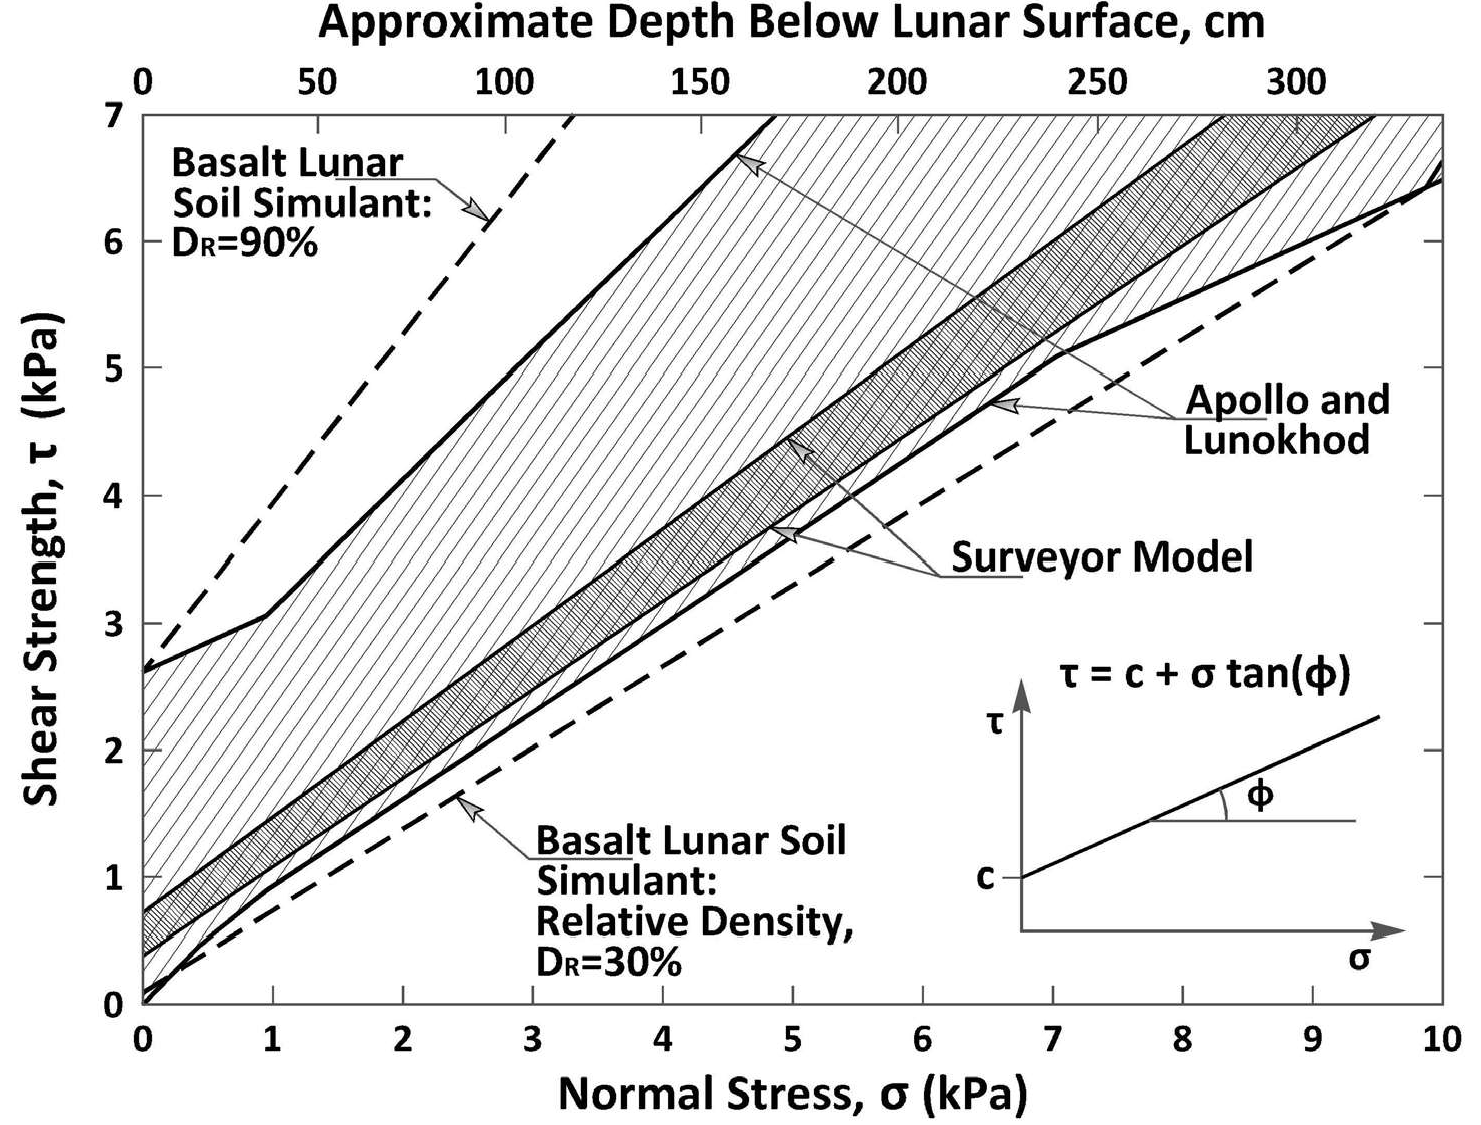 Approximate Depth Below Lunar Surface, cm
0 50 100 150 200 250 300
7
6
5
4
3
2
1
0
Shear Strength, τ (kPa)
Basalt Lunar
Soil Simulant:
DR=90%
Apollo and
Lunokhod
Surveyor Model
Basalt Lunar Soil
Simulant:
Relative Density,
DR=30%
τ = c + σ tan(ϕ)
τ
ϕ
c
σ
0 1 2 3 4 5 6 7 8 9 10
Normal Stress, σ (kPa)